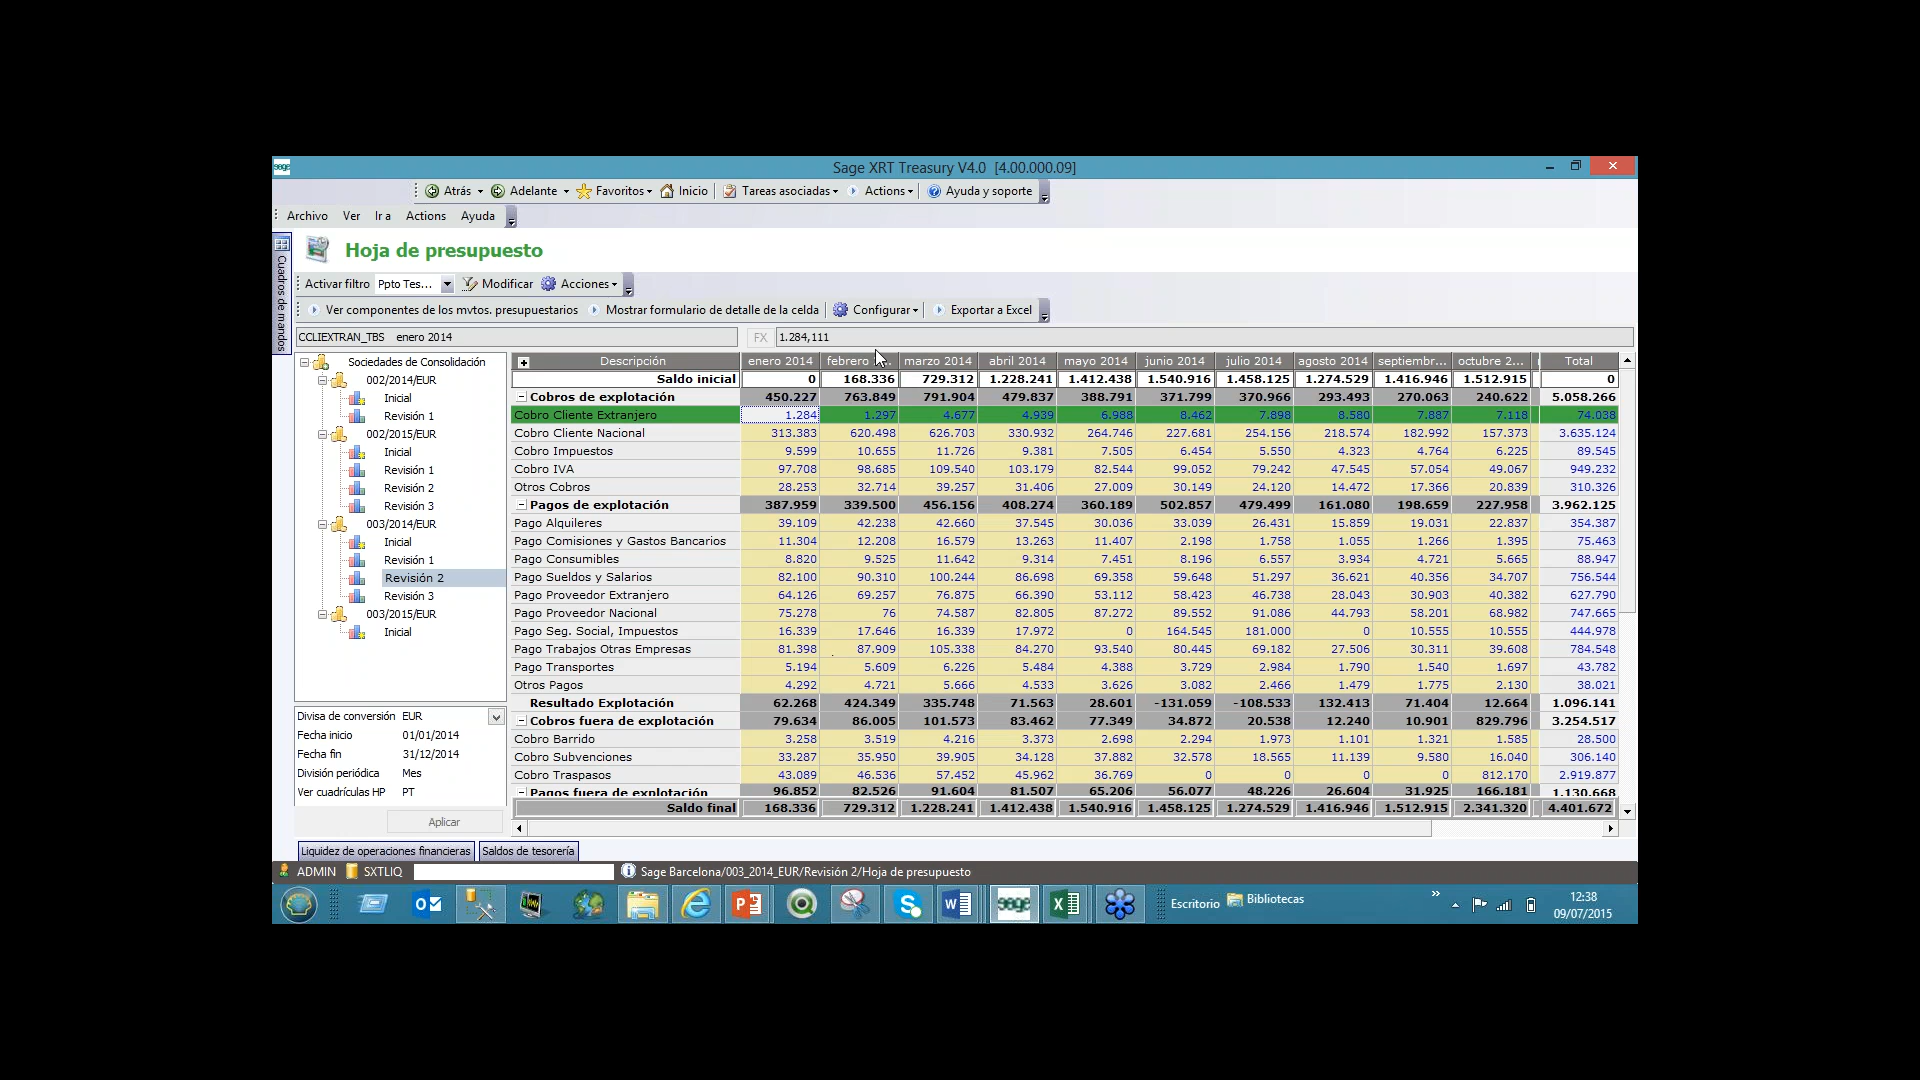 sage
Sage XRT Treasury V4.0 [4.00.000.09]
Atrás Adelante Favoritos Inicio Tareas asociadas Actions Ayuda y soporte
Archivo Ver Ir a Actions Ayuda
Cuadros de mandos
Hoja de presupuesto
Activar filtro Ppto Tes... Modificar Acciones
Ver componentes de los mvtos. presupuestarios Mostrar formulario de detalle de la celda Configurar Exportar a Excel
CCLIEXTRAN_TBS enero 2014 FX 1.284,111
Sociedades de Consolidación
002/2014/EUR
Inicial
Revisión 1
002/2015/EUR
Inicial
Revisión 1
Revisión 2
Revisión 3
003/2014/EUR
Inicial
Revisión 1
Revisión 2
Revisión 3
003/2015/EUR
Inicial
Divisa de conversión EUR
Fecha inicio 01/01/2014
Fecha fin 31/12/2014
División periódica Mes
Ver cuadrículas HP PT
Aplicar
Descripción enero 2014 febrero ... marzo 2014 abril 2014 mayo 2014 junio 2014 julio 2014 agosto 2014 septiembr... octubre 2... Total
Saldo inicial 0 168.336 729.312 1.228.241 1.412.438 1.540.916 1.458.125 1.274.529 1.416.946 1.512.915 0
Cobros de explotación 450.227 763.849 791.904 479.837 388.791 371.799 370.966 293.493 270.063 240.622 5.058.266
Cobro Cliente Extranjero 1.284 1.297 4.677 4.939 6.988 8.462 7.898 8.580 7.887 7.118 74.038
Cobro Cliente Nacional 313.383 620.498 626.703 330.932 264.746 227.681 254.156 218.574 182.992 157.373 3.635.124
Cobro Impuestos 9.599 10.655 11.726 9.381 7.505 6.454 5.550 4.323 4.764 6.225 89.545
Cobro IVA 97.708 98.685 109.540 103.179 82.544 99.052 79.242 47.545 57.054 49.067 949.232
Otros Cobros 28.253 32.714 39.257 31.406 27.009 30.149 24.120 14.472 17.366 20.839 310.326
Pagos de explotación 387.959 339.500 456.156 408.274 360.189 502.857 479.499 161.080 198.659 227.958 3.962.125
Pago Alquileres 39.109 42.238 42.660 37.545 30.036 33.039 26.431 15.859 19.031 22.837 354.387
Pago Comisiones y Gastos Bancarios 11.304 12.208 16.579 13.263 11.407 2.198 1.758 1.055 1.266 1.395 75.463
Pago Consumibles 8.820 9.525 11.642 9.314 7.451 8.196 6.557 3.934 4.721 5.665 88.947
Pago Sueldos y Salarios 82.100 90.310 100.244 86.698 69.358 59.648 51.297 36.621 40.356 34.707 756.544
Pago Proveedor Extranjero 64.126 69.257 76.875 66.390 53.112 58.423 46.738 28.043 30.903 40.382 627.790
Pago Proveedor Nacional 75.278 76 74.587 82.805 87.272 89.552 91.086 44.793 58.201 68.982 747.665
Pago Seg. Social, Impuestos 16.339 17.646 16.339 17.972 0 164.545 181.000 0 10.555 10.555 444.978
Pago Trabajos Otras Empresas 81.398 87.909 105.338 84.270 93.540 80.445 69.182 27.506 30.311 39.608 784.548
Pago Transportes 5.194 5.609 6.226 5.484 4.388 3.729 2.984 1.790 1.540 1.697 43.782
Otros Pagos 4.292 4.721 5.666 4.533 3.626 3.082 2.466 1.479 1.775 2.130 38.021
Resultado Explotación 62.268 424.349 335.748 71.563 28.601 -131.059 -108.533 132.413 71.404 12.664 1.096.141
Cobros fuera de explotación 79.634 86.005 101.573 83.462 77.349 34.872 20.538 12.240 10.901 829.796 3.254.517
Cobro Barrido 3.258 3.519 4.216 3.373 2.698 2.294 1.973 1.101 1.321 1.585 28.500
Cobro Subvenciones 33.287 35.950 39.905 34.128 37.882 32.578 18.565 11.139 9.580 16.040 306.140
Cobro Traspasos 43.089 46.536 57.452 45.962 36.769 0 0 0 0 812.170 2.919.877
Pagos fuera de explotación 96.852 82.526 91.604 81.507 65.206 56.077 48.226 26.604 31.925 166.181 1.130.668
Saldo final 168.336 729.312 1.228.241 1.412.438 1.540.916 1.458.125 1.274.529 1.416.946 1.512.915 2.341.320 4.401.672
Liquidez de operaciones financieras Saldos de tesorería
ADMIN SXTLIQ Sage Barcelona/003_2014_EUR/Revisión 2/Hoja de presupuesto
sage Escritorio Bibliotecas 12:38
09/07/2015